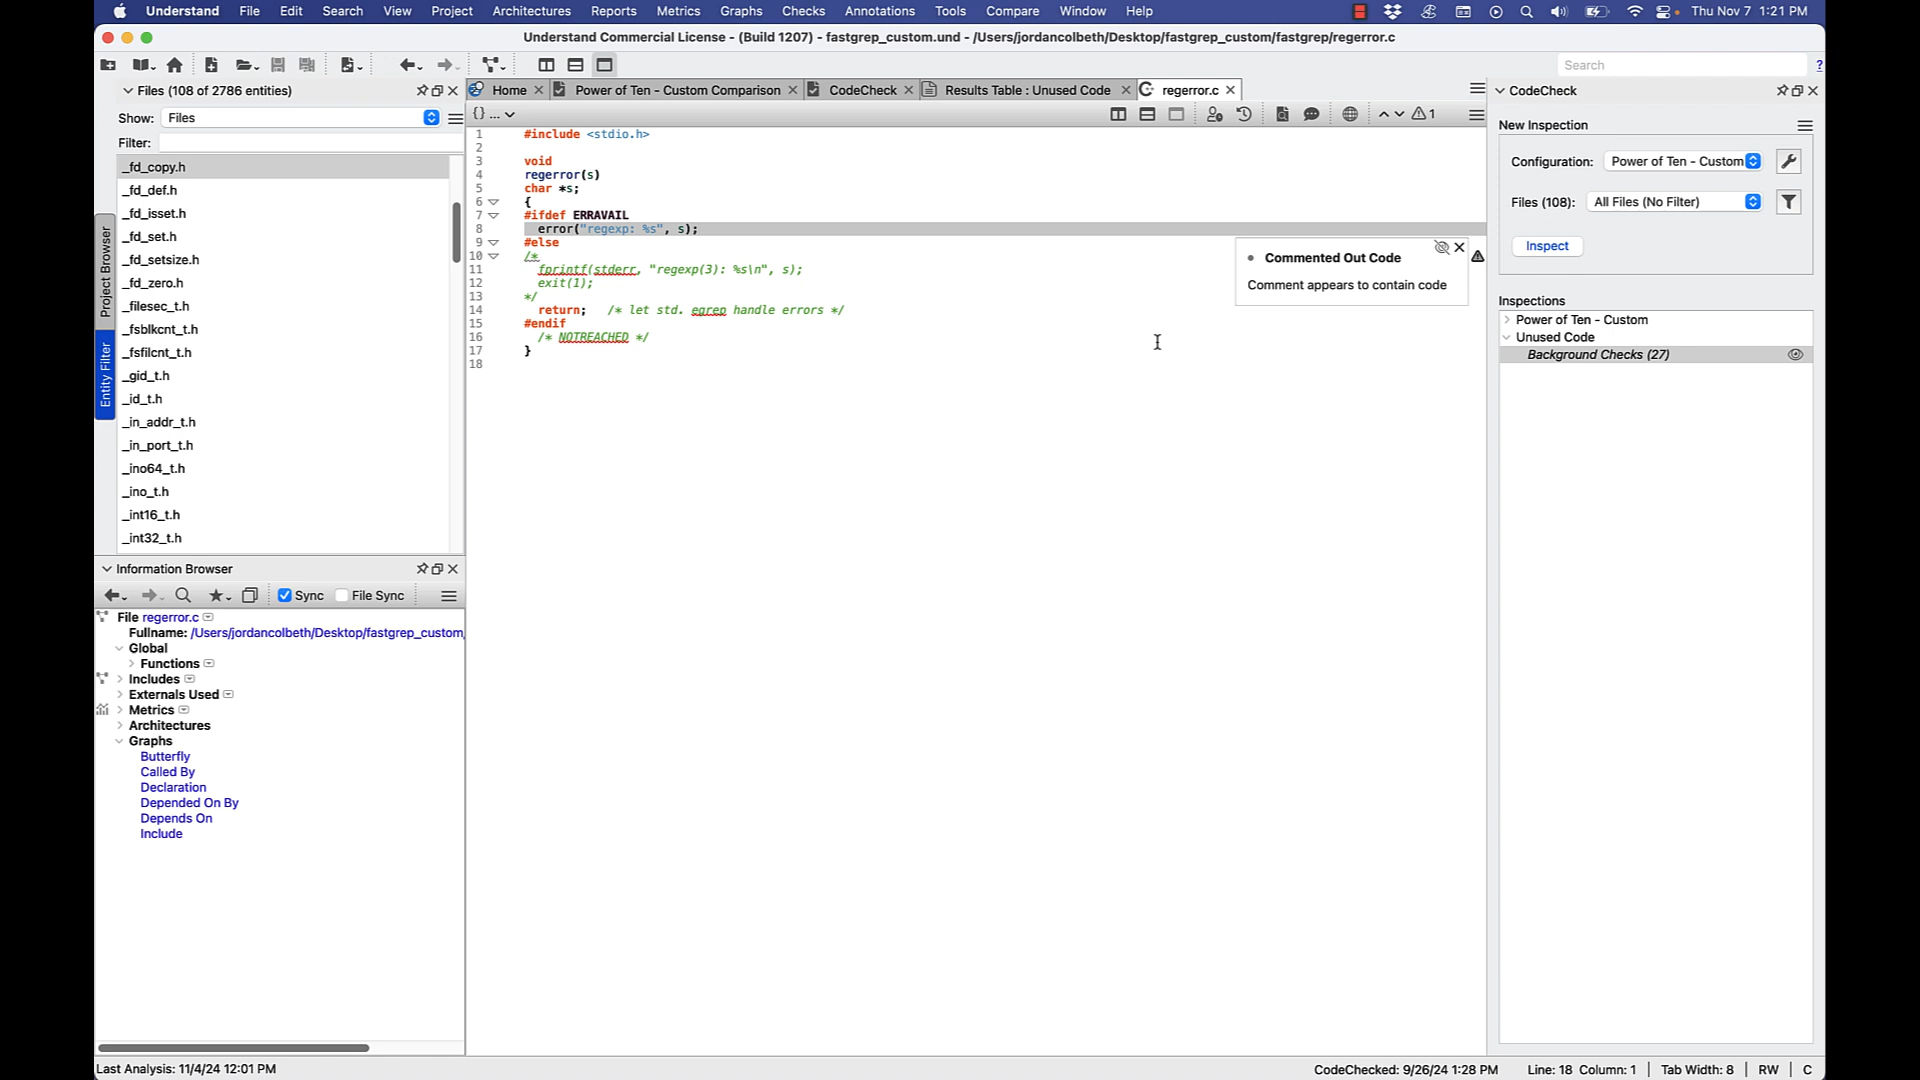 Understand File Edit Search View Project Architectures Reports Metrics Graphs Checks Annotations Tools Compare Window Help Thu Nov 7 1:21 PM
Understand Commercial License - (Build 1207) - fastgrep_custom.und - /Users/jordancolbeth/Desktop/fastgrep_custom/fastgrep/regerror.c
Search ?
Files (108 of 2786 entities)
Show: Files
Filter:
_fd_copy.h
_fd_def.h
_fd_isset.h
_fd_set.h
_fd_setsize.h
_fd_zero.h
_filesec_t.h
_fsblkcnt_t.h
_fsfilcnt_t.h
_gid_t.h
_id_t.h
_in_addr_t.h
_in_port_t.h
_ino64_t.h
_ino_t.h
_int16_t.h
_int32_t.h
Project Browser
Entity Filter
Information Browser
Sync File Sync
File regerror.c
Fullname: /Users/jordancolbeth/Desktop/fastgrep_custom
Global
Functions
Includes
Externals Used
Metrics
Architectures
Graphs
Butterfly
Called By
Declaration
Depended On By
Depends On
Include
Home Power of Ten - Custom Comparison CodeCheck Results Table : Unused Code regerror.c
{} ... 1
1 #include <stdio.h>
2
3 void
4 regerror(s)
5 char *s;
6 {
7 #ifdef ERRAVAIL
8 error("regexp: %s", s);
9 #else
10 /*
11 fprintf(stderr, "regexp(3): %s\n", s);
12 exit(1);
13 */
14 return; /* let std. egrep handle errors */
15 #endif
16 /* NOTREACHED */
17 }
18
Commented Out Code
Comment appears to contain code
CodeCheck
New Inspection
Configuration: Power of Ten - Custom
Files (108): All Files (No Filter)
Inspect
Inspections
Power of Ten - Custom
Unused Code
Background Checks (27)
Last Analysis: 11/4/24 12:01 PM CodeChecked: 9/26/24 1:28 PM Line: 18 Column: 1 Tab Width: 8 RW C